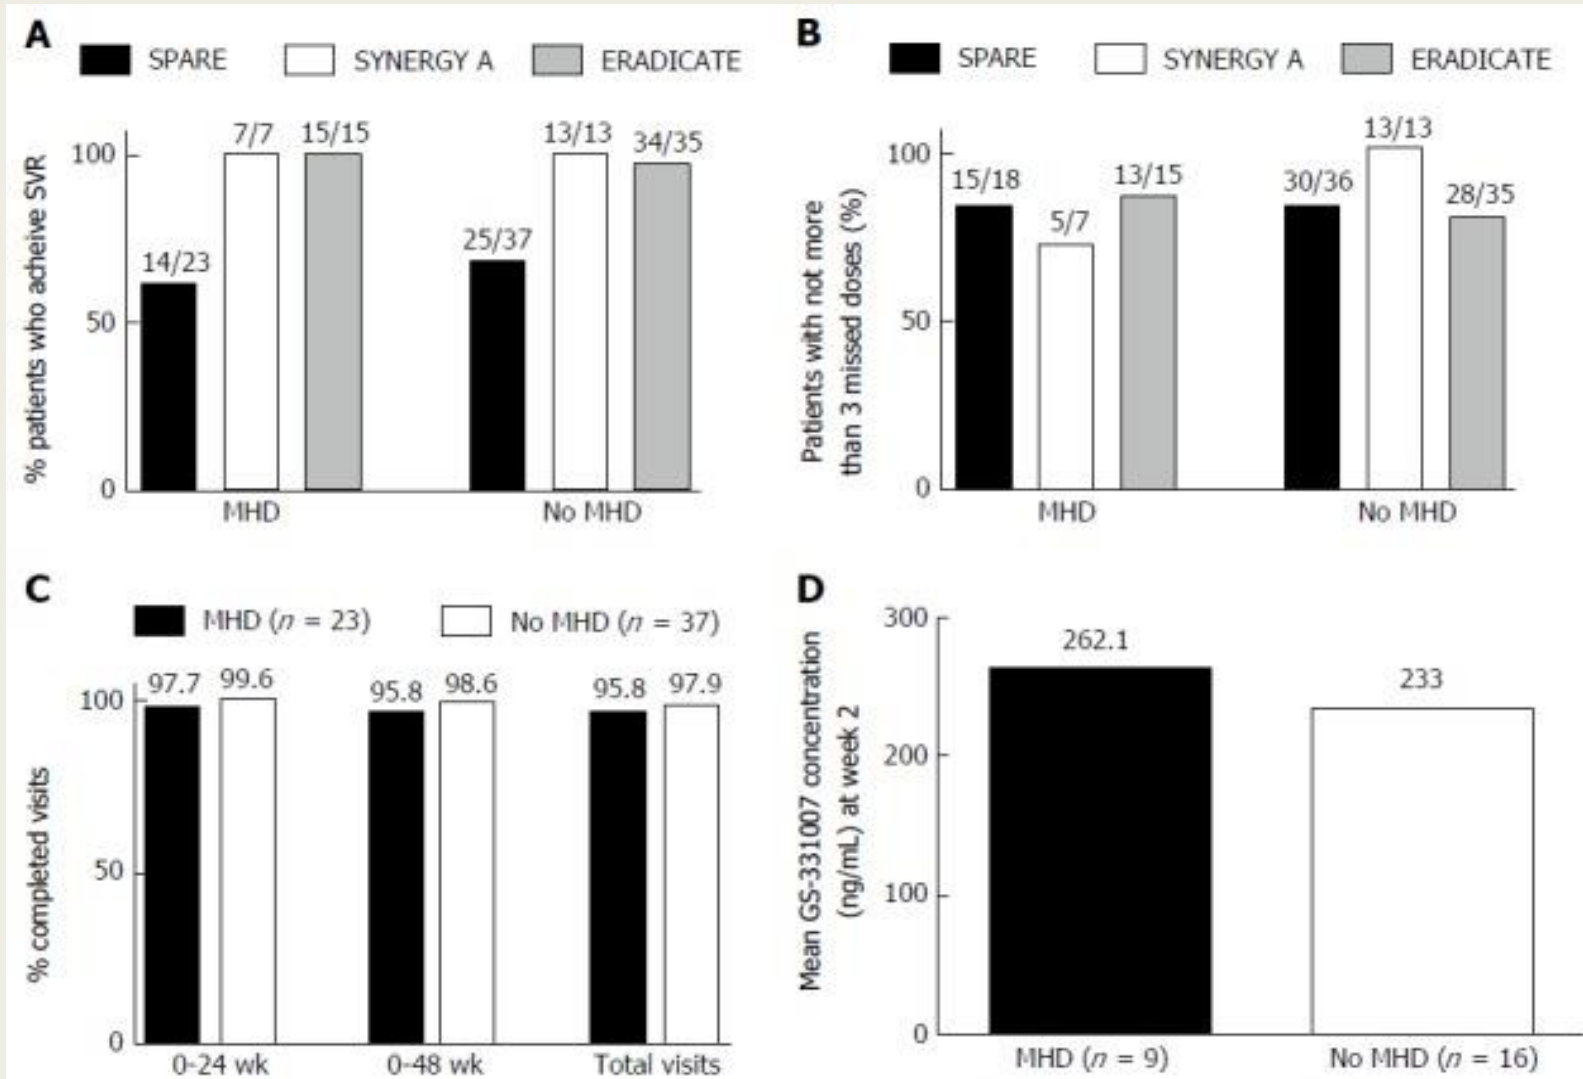 A
SPARE SYNERGY A ERADICATE
% patients who acheive SVR
100
50
0
14/23 7/7 15/15 25/37 13/13 34/35
MHD No MHD
B
SPARE SYNERGY A ERADICATE
Patients with not more
than 3 missed doses (%)
100
50
0
15/18 5/7 13/15 30/36 13/13 28/35
MHD No MHD
C
MHD (n = 23) No MHD (n = 37)
% completed visits
100
50
0
97.7 99.6 95.8 98.6 95.8 97.9
0-24 wk 0-48 wk Total visits
D
Mean GS-331007 concentration
(ng/mL) at week 2
300
200
100
0
262.1 233
MHD (n = 9) No MHD (n = 16)